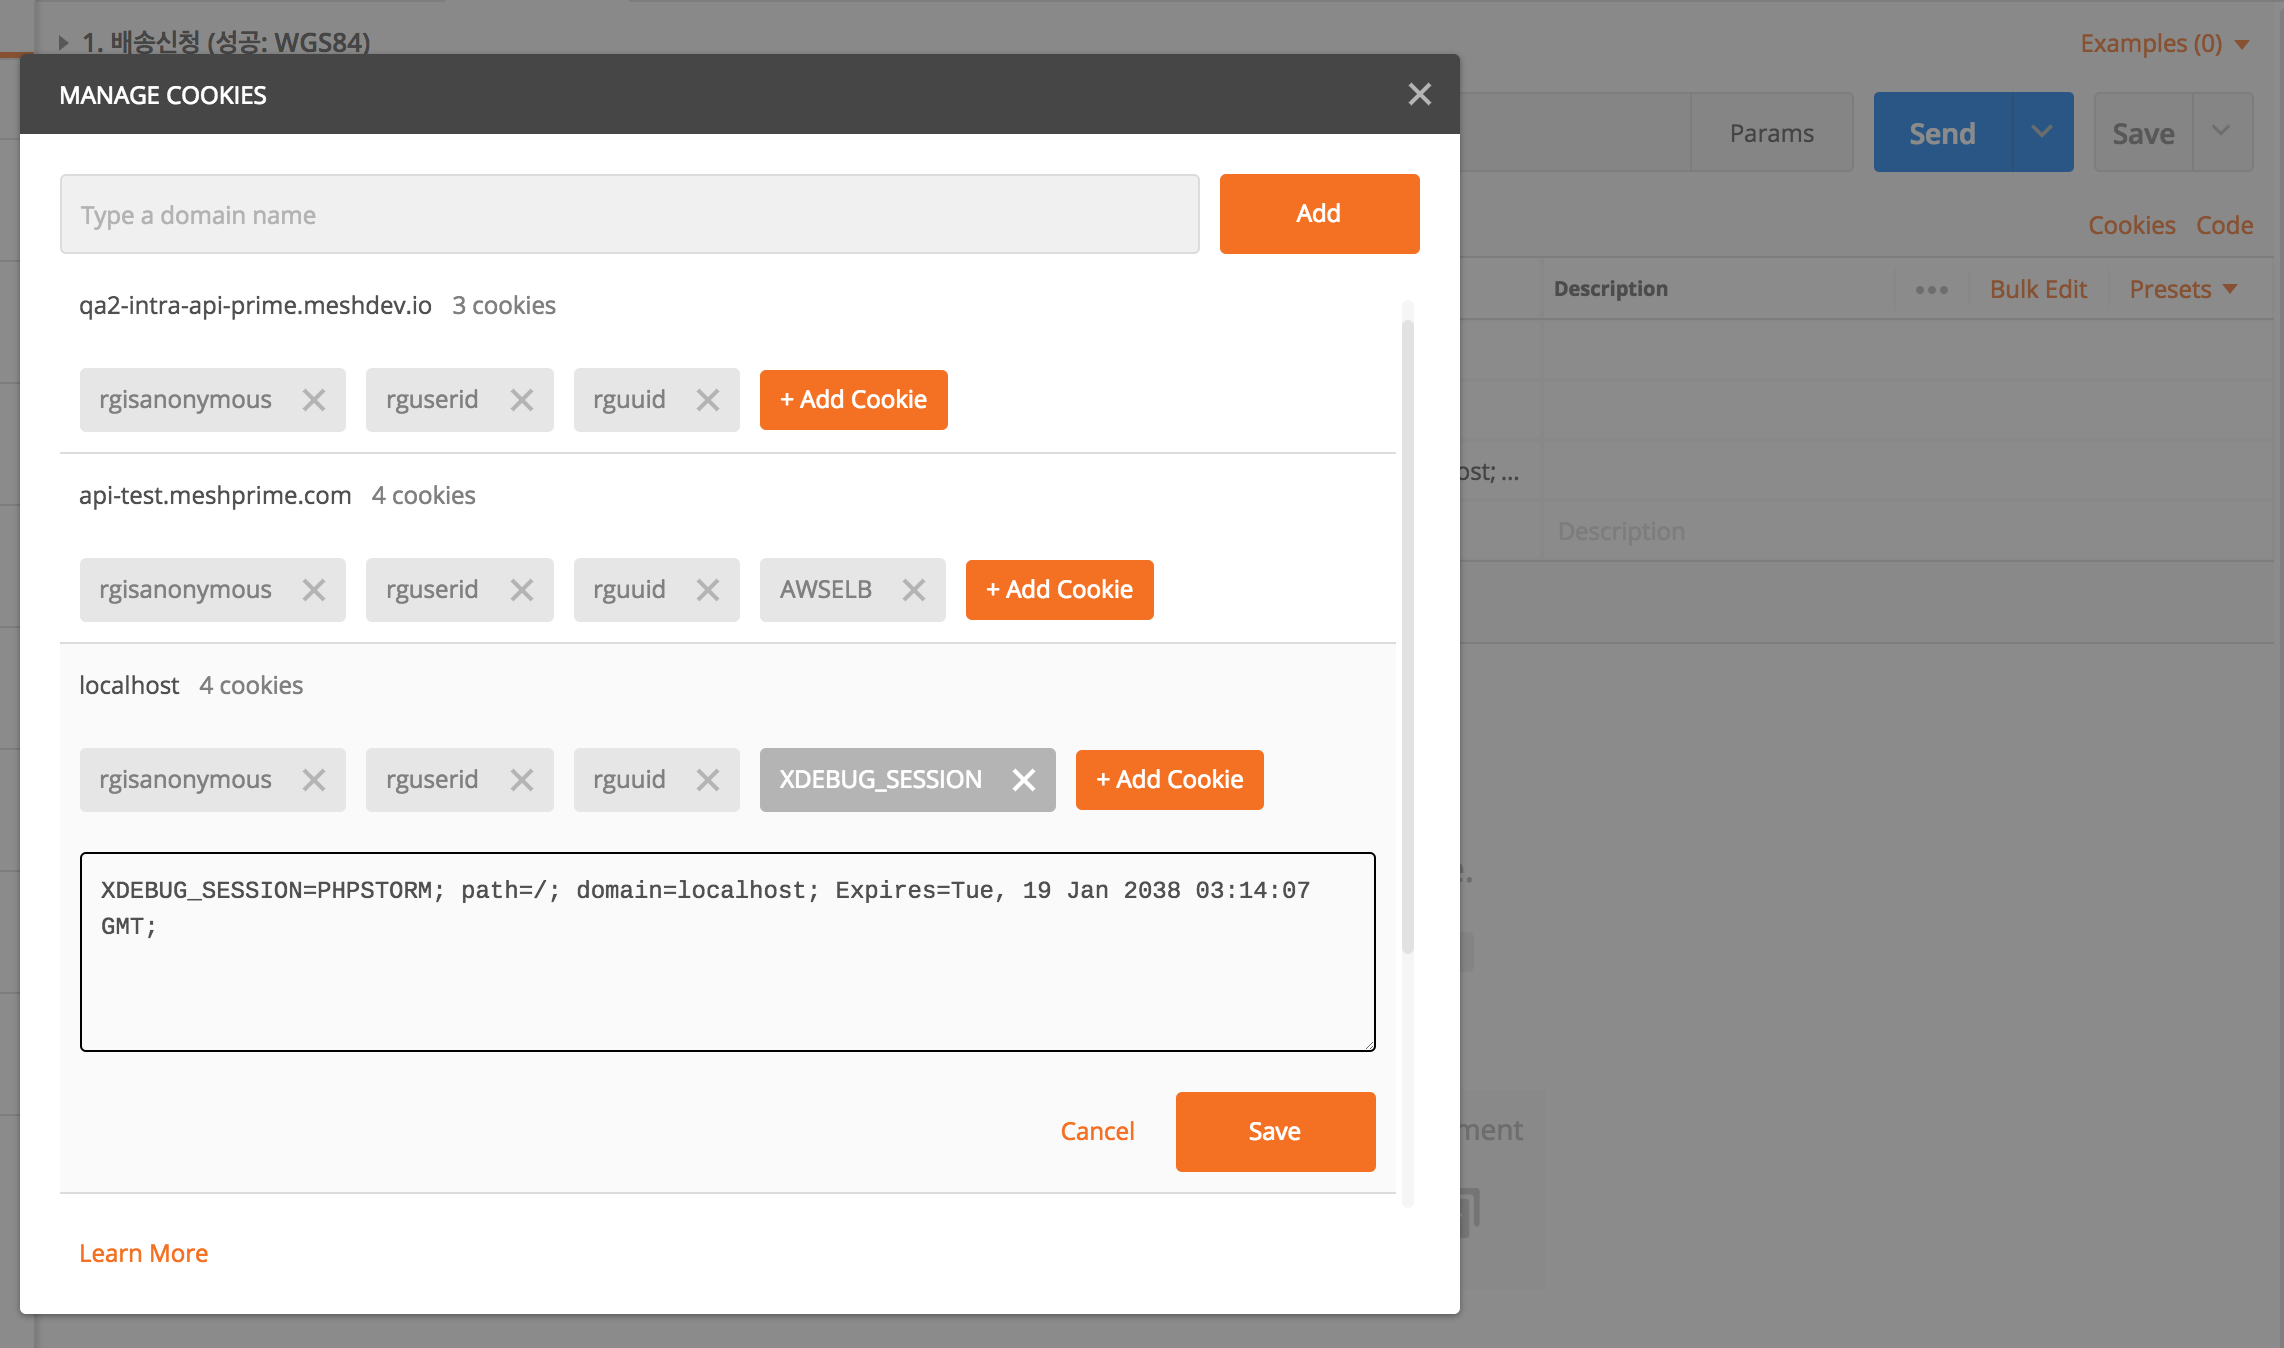 1. 배송신청 (성공: WGS84)
Examples (0)
MANAGE COOKIES
Params
Send
Save
Type a domain name
Add
Cookies Code
qa2-intra-api-prime.meshdev.io 3 cookies
Description
Bulk Edit
Presets
rgisanonymous
rguserid
rguuid
+ Add Cookie
ost; ...
api-test.meshprime.com 4 cookies
Description
rgisanonymous
rguserid
rguuid
AWSELB
+ Add Cookie
localhost 4 cookies
rgisanonymous
rguserid
rguuid
XDEBUG_SESSION
+ Add Cookie
XDEBUG_SESSION=PHPSTORM; path=/; domain=localhost; Expires=Tue, 19 Jan 2038 03:14:07
GMT;
Cancel
Save
ment
Learn More